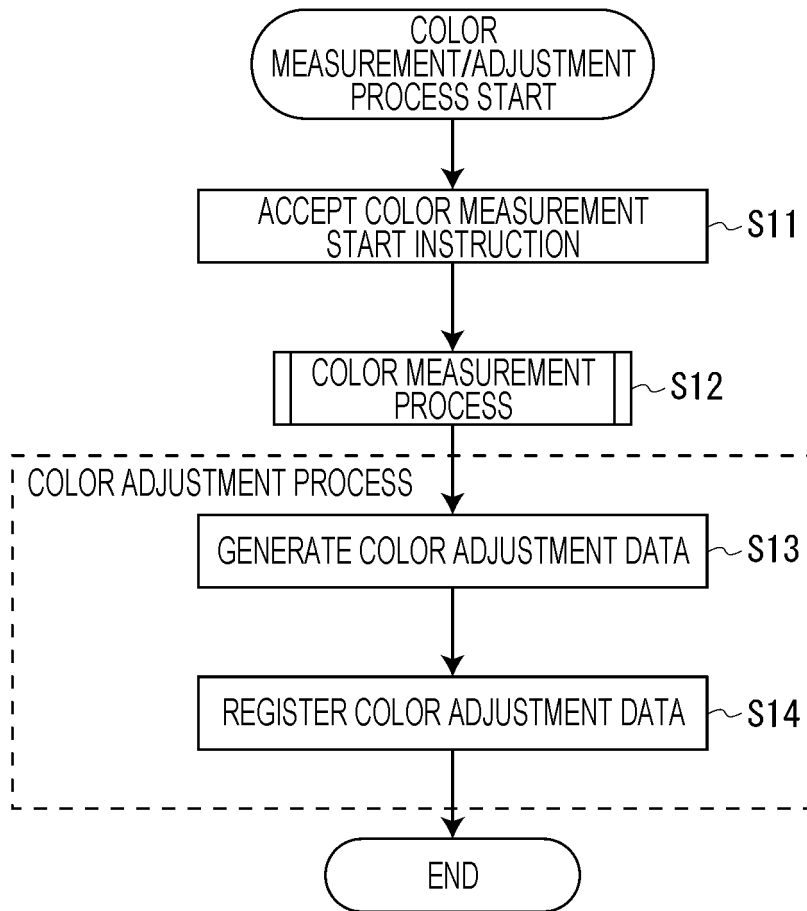 COLOR
MEASUREMENT/ADJUSTMENT
PROCESS START
ACCEPT COLOR MEASUREMENT
START INSTRUCTION
S11
COLOR MEASUREMENT
PROCESS
S12
COLOR ADJUSTMENT PROCESS
GENERATE COLOR ADJUSTMENT DATA
S13
REGISTER COLOR ADJUSTMENT DATA
S14
END